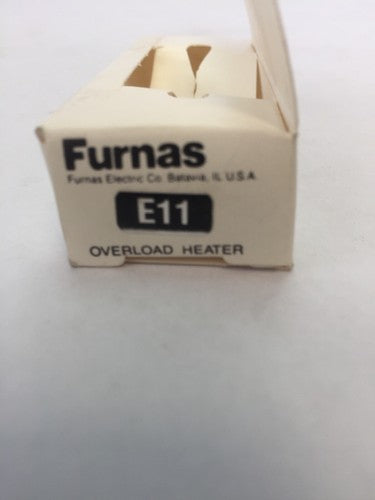 Furnas
Furnas Electric Co. Batavia, IL U.S.A.
E11
OVERLOAD HEATER